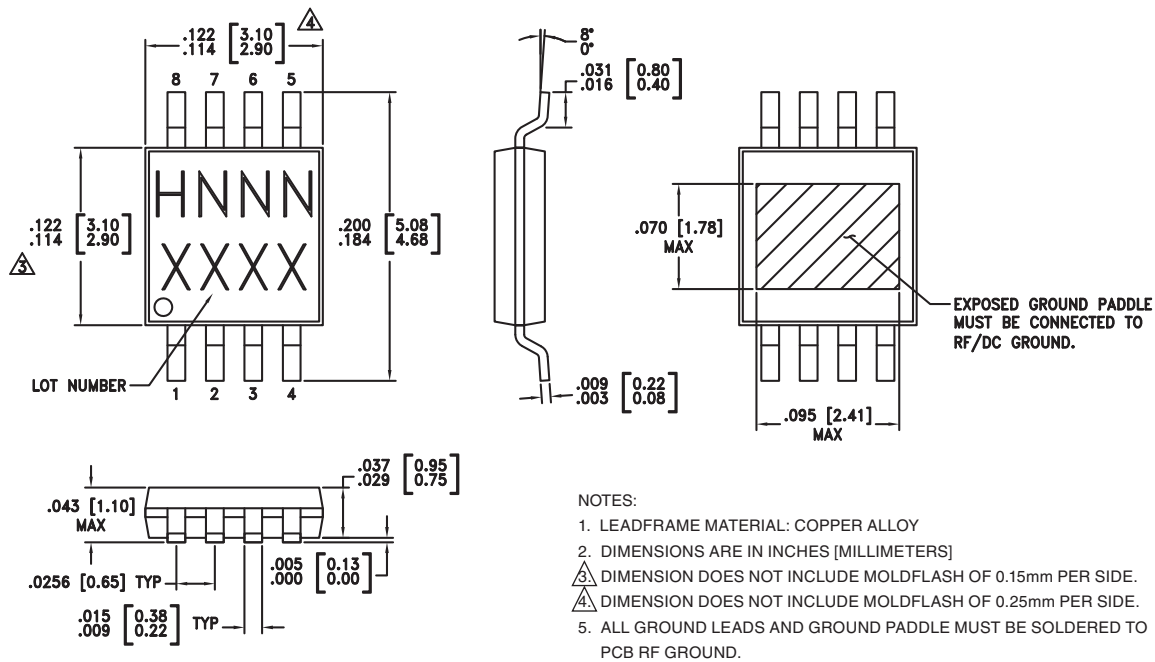 .122 [3.10]
.114 [2.90]
4
8 7 6 5
.122 [3.10]
.114 [2.90]
3
HNNN
XXXX
.200 [5.08]
.184 [4.68]
LOT NUMBER
1 2 3 4
8°
0°
.031 [0.80]
.016 [0.40]
.009 [0.22]
.003 [0.08]
.070 [1.78]
MAX
EXPOSED GROUND PADDLE
MUST BE CONNECTED TO
RF/DC GROUND.
.095 [2.41]
MAX
.043 [1.10]
MAX
.037 [0.95]
.029 [0.75]
.0256 [0.65] TYP
.005 [0.13]
.000 [0.00]
.015 [0.38]
.009 [0.22]
TYP
NOTES:
1. LEADFRAME MATERIAL: COPPER ALLOY
2. DIMENSIONS ARE IN INCHES [MILLIMETERS]
3. DIMENSION DOES NOT INCLUDE MOLDFLASH OF 0.15mm PER SIDE.
4. DIMENSION DOES NOT INCLUDE MOLDFLASH OF 0.25mm PER SIDE.
5. ALL GROUND LEADS AND GROUND PADDLE MUST BE SOLDERED TO
PCB RF GROUND.